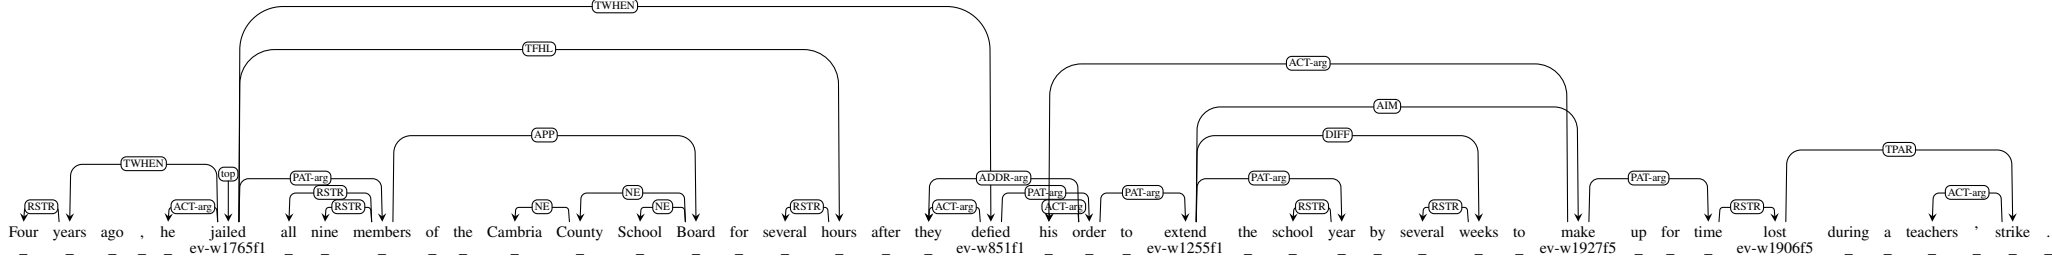 TWHEN
TFHL
ACT-arg
AIM
APP DIFF
TPAR
TWHEN
top PAT-arg ADDR-arg PAT-arg PAT-arg
RSTR NE PAT-arg PAT-arg ACT-arg
RSTR ACT-arg RSTR NE NE RSTR ACT-arg ACT-arg RSTR RSTR RSTR
Four years ago , he jailed all nine members of the Cambria County School Board for several hours after they defied his order to extend the school year by several weeks to make up for time lost during a teachers ' strike .
_ _ _ _ _ ev-w1765f1 _ _ _ _ _ _ _ _ _ _ _ _ _ _ ev-w851f1 _ _ _ ev-w1255f1 _ _ _ _ _ _ _ ev-w1927f5 _ _ _ ev-w1906f5 _ _ _ _ _ _